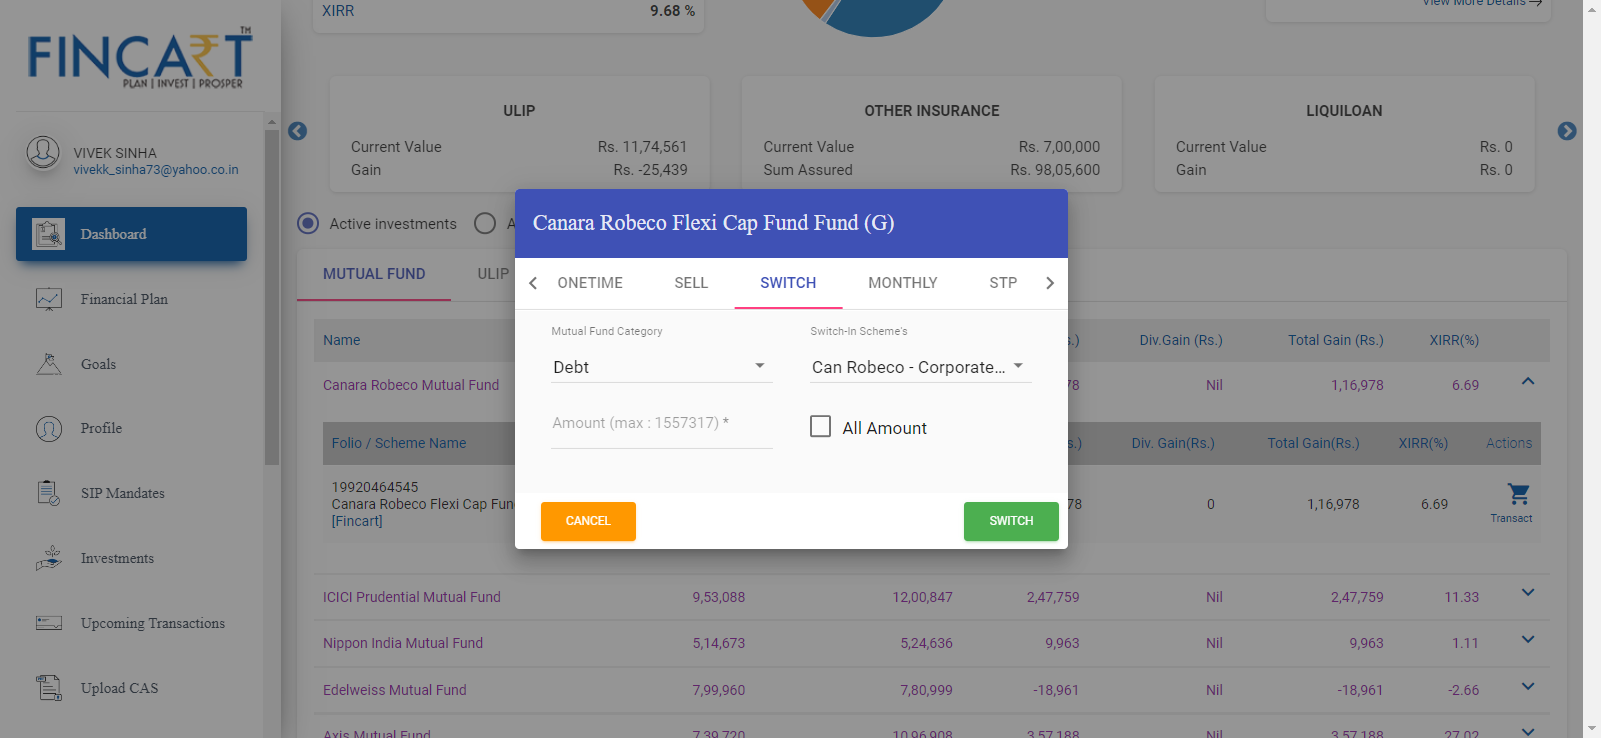 FINCART TM
PLAN | INVEST | PROSPER
VIVEK SINHA
vivekk_sinha73@yahoo.co.in
Dashboard
Financial Plan
Goals
Profile
SIP Mandates
Investments
Upcoming Transactions
Upload CAS
XIRR 9.68 %
View More Details
ULIP
Current Value Rs. 11,74,561
Gain Rs. -25,439
OTHER INSURANCE
Current Value Rs. 7,00,000
Sum Assured Rs. 98,05,600
LIQUILOAN
Current Value Rs. 0
Gain Rs. 0
Active investments A
MUTUAL FUND ULIP
Name s.) Div.Gain (Rs.) Total Gain (Rs.) XIRR(%)
Canara Robeco Mutual Fund 78 Nil 1,16,978 6.69
Folio / Scheme Name s.) Div. Gain(Rs.) Total Gain(Rs.) XIRR(%) Actions
19920464545
Canara Robeco Flexi Cap Fun 78 0 1,16,978 6.69
[Fincart]
Transact
ICICI Prudential Mutual Fund 9,53,088 12,00,847 2,47,759 Nil 2,47,759 11.33
Nippon India Mutual Fund 5,14,673 5,24,636 9,963 Nil 9,963 1.11
Edelweiss Mutual Fund 7,99,960 7,80,999 -18,961 Nil -18,961 -2.66
Axis Mutual Fund 7,39,720 10,96,908 3,57,188 Nil 3,57,188 27.02
Canara Robeco Flexi Cap Fund Fund (G)
ONETIME SELL SWITCH MONTHLY STP
Mutual Fund Category Switch-In Scheme's
Debt Can Robeco - Corporate...
Amount (max : 1557317) * All Amount
CANCEL SWITCH